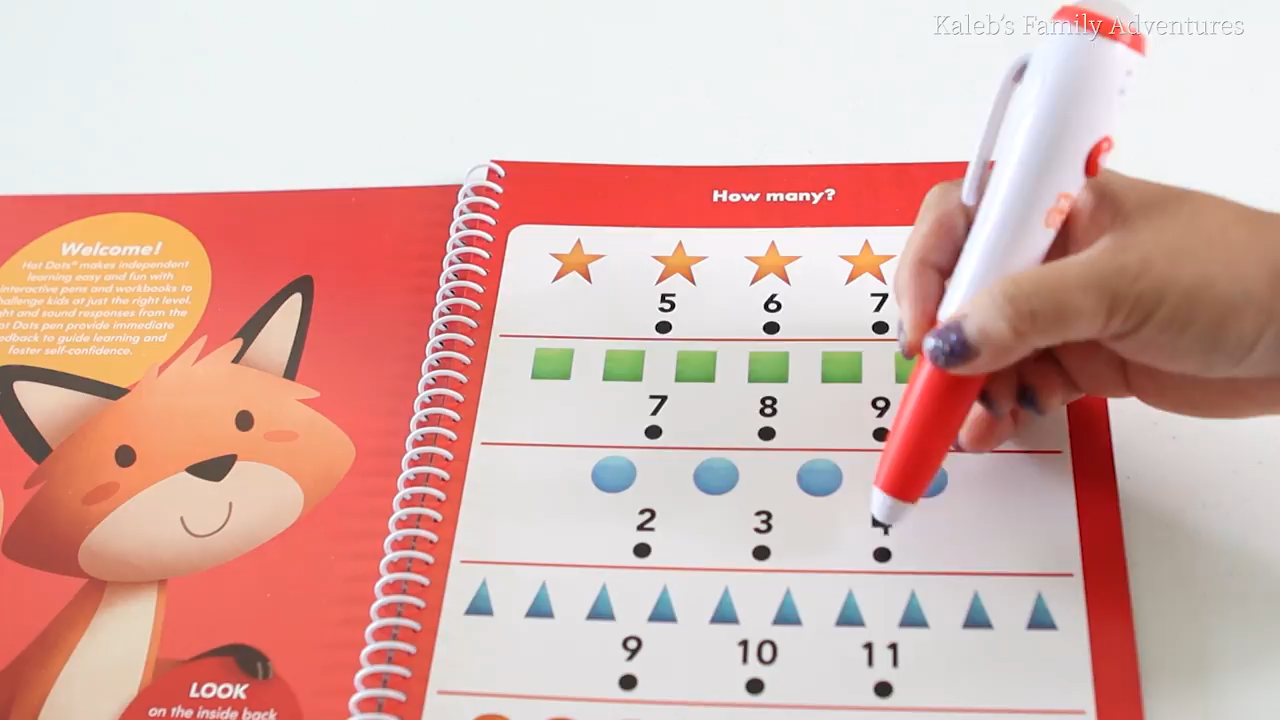 Kaleb's Family Adventures
Welcome!
Hot Dots® makes independent
learning easy and fun with
interactive pens and workbooks to
challenge kids at just the right level.
and sound responses from the
Dots pen provide immediate
to guide learning and
foster self-confidence.
LOOK
on the inside back
How many?
5 6 7
7 8 9
2 3 4
9 10 11